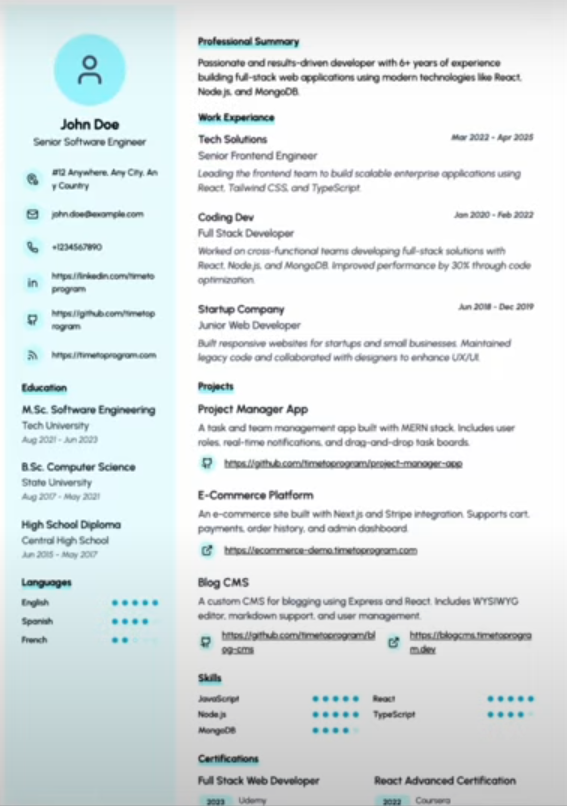 John Doe
Senior Software Engineer
#12 Anywhere, Any City, An
y Country
john.doe@example.com
+1234567890
https://linkedin.com/timeto
program
https://github.com/timetop
rogram
https://timetoprogram.com
Education
M.Sc. Software Engineering
Tech University
Aug 2021 - Jun 2023
B.Sc. Computer Science
State University
Aug 2017 - May 2021
High School Diploma
Central High School
Jun 2015 - May 2017
Languages
English
Spanish
French
Professional Summary
Passionate and results-driven developer with 6+ years of experience
building full-stack web applications using modern technologies like React,
Node.js, and MongoDB.
Work Experience
Tech Solutions
Mar 2022 - Apr 2025
Senior Frontend Engineer
Leading the frontend team to build scalable enterprise applications using
React, Tailwind CSS, and TypeScript.
Coding Dev
Jan 2020 - Feb 2022
Full Stack Developer
Worked on cross-functional teams developing full-stack solutions with
React, Node.js, and MongoDB. Improved performance by 30% through code
optimization.
Startup Company
Jun 2018 - Dec 2019
Junior Web Developer
Built responsive websites for startups and small businesses. Maintained
legacy code and collaborated with designers to enhance UX/UI.
Projects
Project Manager App
A task and team management app built with MERN stack. Includes user
roles, real-time notifications, and drag-and-drop task boards.
https://github.com/timetoprogram/project-manager-app
E-Commerce Platform
An e-commerce site built with Next.js and Stripe integration. Supports cart,
payments, order history, and admin dashboard.
https://ecommerce-demo.timetoprogram.com
Blog CMS
A custom CMS for blogging using Express and React. Includes WYSIWYG
editor, markdown support, and user management.
https://github.com/timetoprogram/bl
og-cms
https://blogcms.timetoprogra
m.dev
Skills
JavaScript
React
Node.js
TypeScript
MongoDB
Certifications
Full Stack Web Developer
2023 Udemy
React Advanced Certification
2022 Coursera